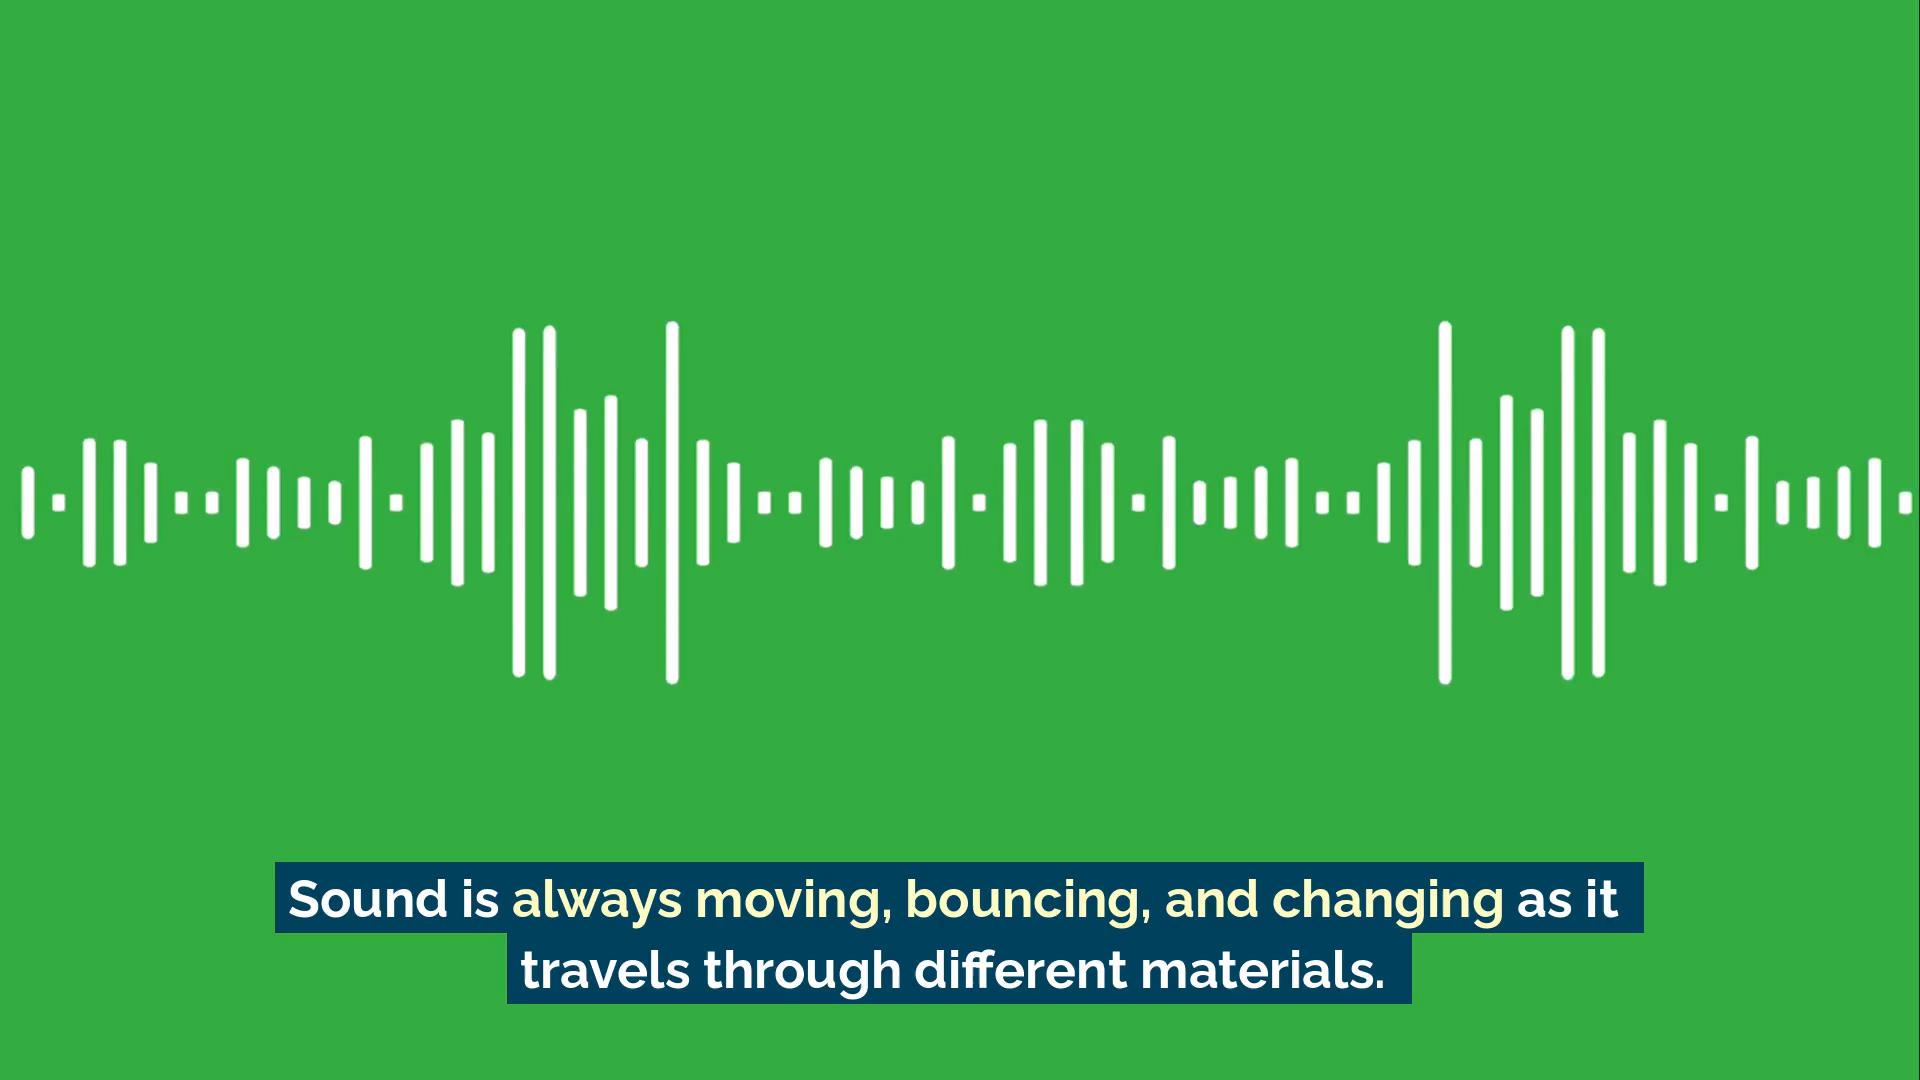 Sound is always moving, bouncing, and changing as it
travels through different materials.